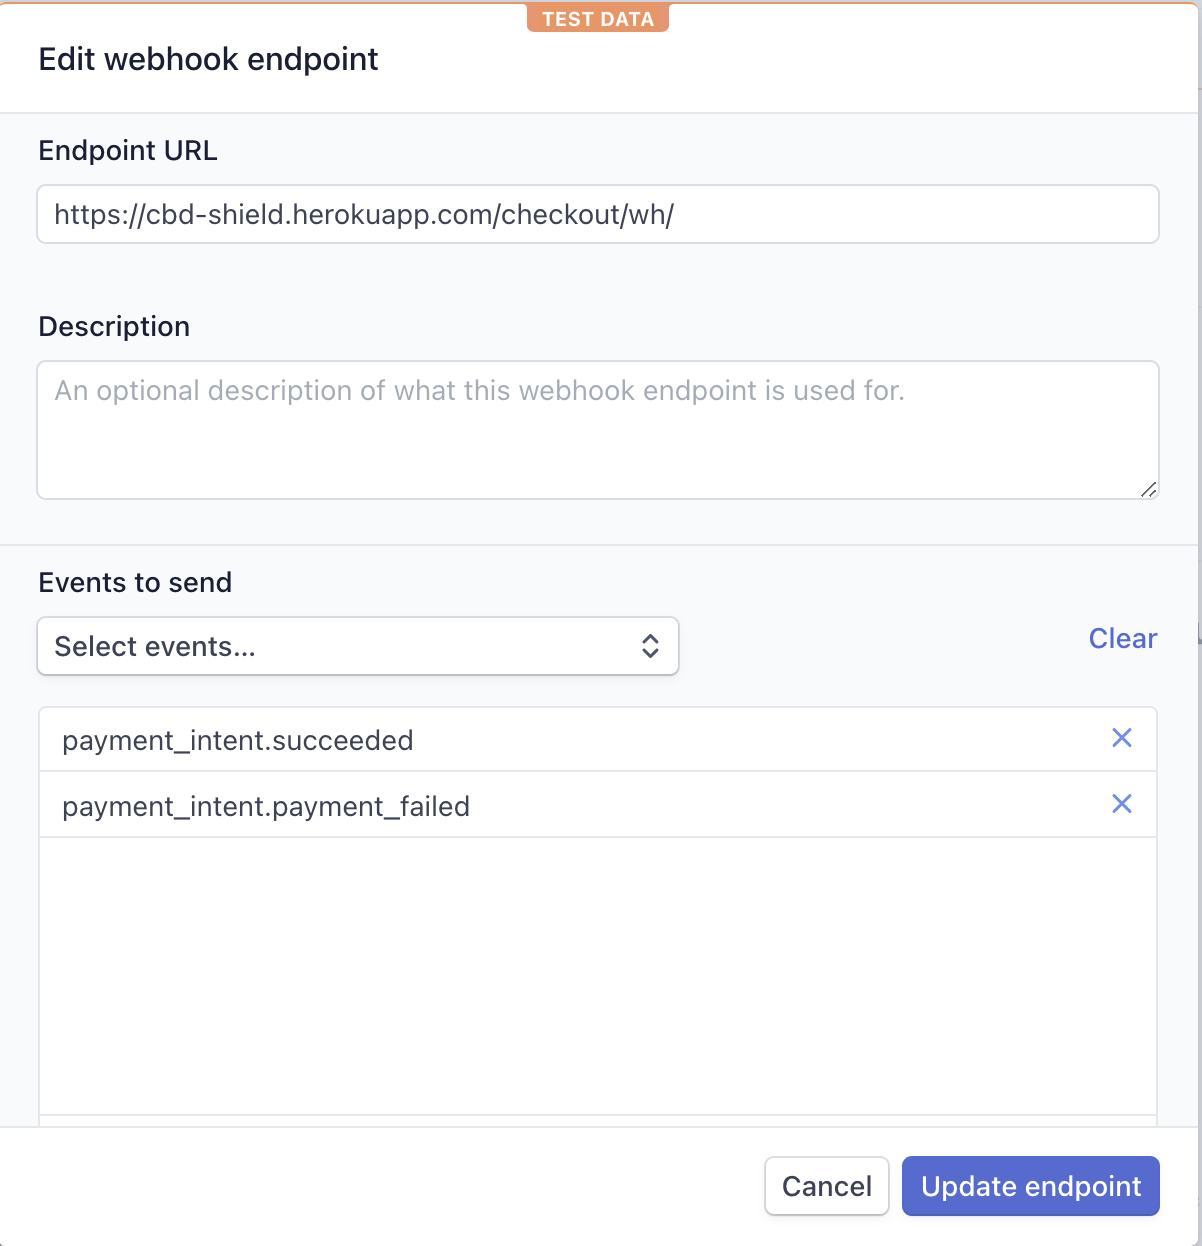 TEST DATA
Edit webhook endpoint
Endpoint URL
https://cbd-shield.herokuapp.com/checkout/wh/
Description
An optional description of what this webhook endpoint is used for.
Events to send
Select events...
Clear
payment_intent.succeeded
payment_intent.payment_failed
Cancel
Update endpoint